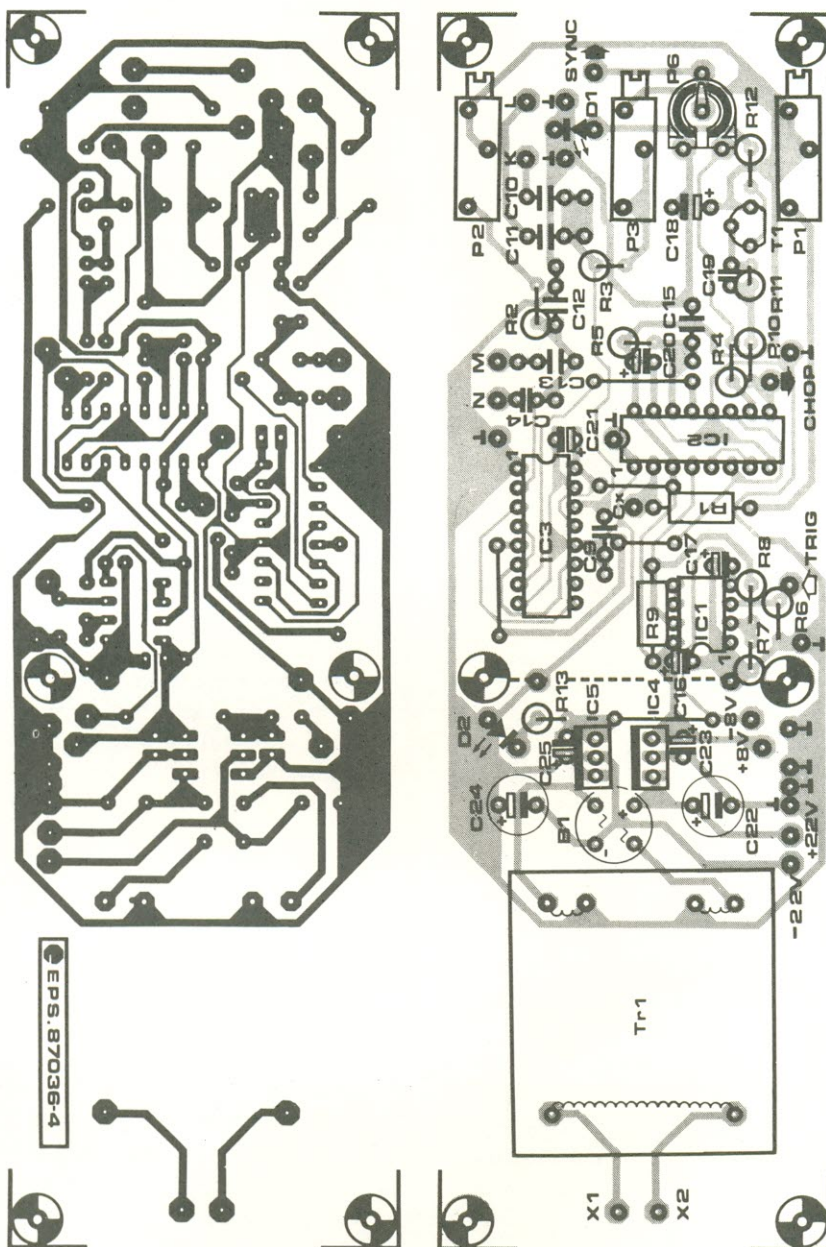 EPS.87036-4
SYNC
P6
L
⊥
D1
R12
K
⊥
C10
C11
P2
P3
C18
+
T1
P1
C19
R3
R11
R2
C12
C15
R5
R10
M
C13
+
C20
R4
⊥
N
C14
CHOP
⊥
C21
+
⊥
IC2
1
1
IC3
Cx
R1
C9
C17
+
R8
TRIG
R9
IC1
R6
1
R7
⊥
+
C16
D2
R13
IC5
IC4
-8V
+8V
C25
C23
+
⊥
C24
+
B1
+
-
+
C22
⊥
+22V
-22V
Tr1
X1
X2